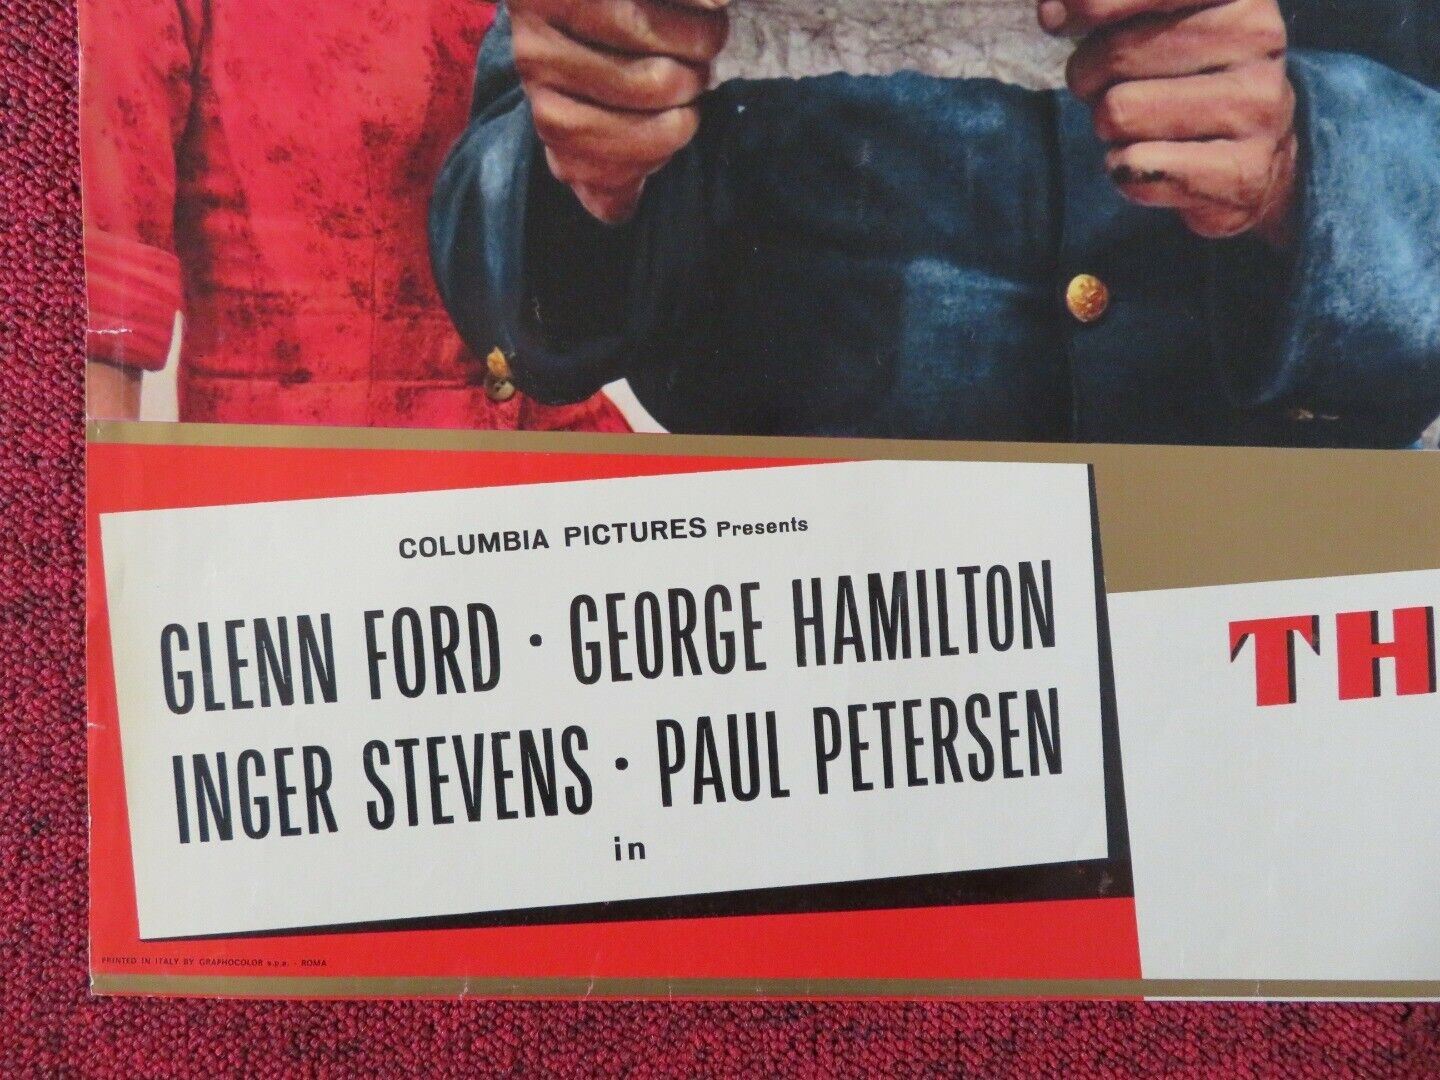 COLUMBIA PICTURES Presents
GLENN FORD · GEORGE HAMILTON
INGER STEVENS · PAUL PETERSEN
in
TH
PRINTED IN ITALY BY GRAPHOCOLOR s.p.a. - ROMA